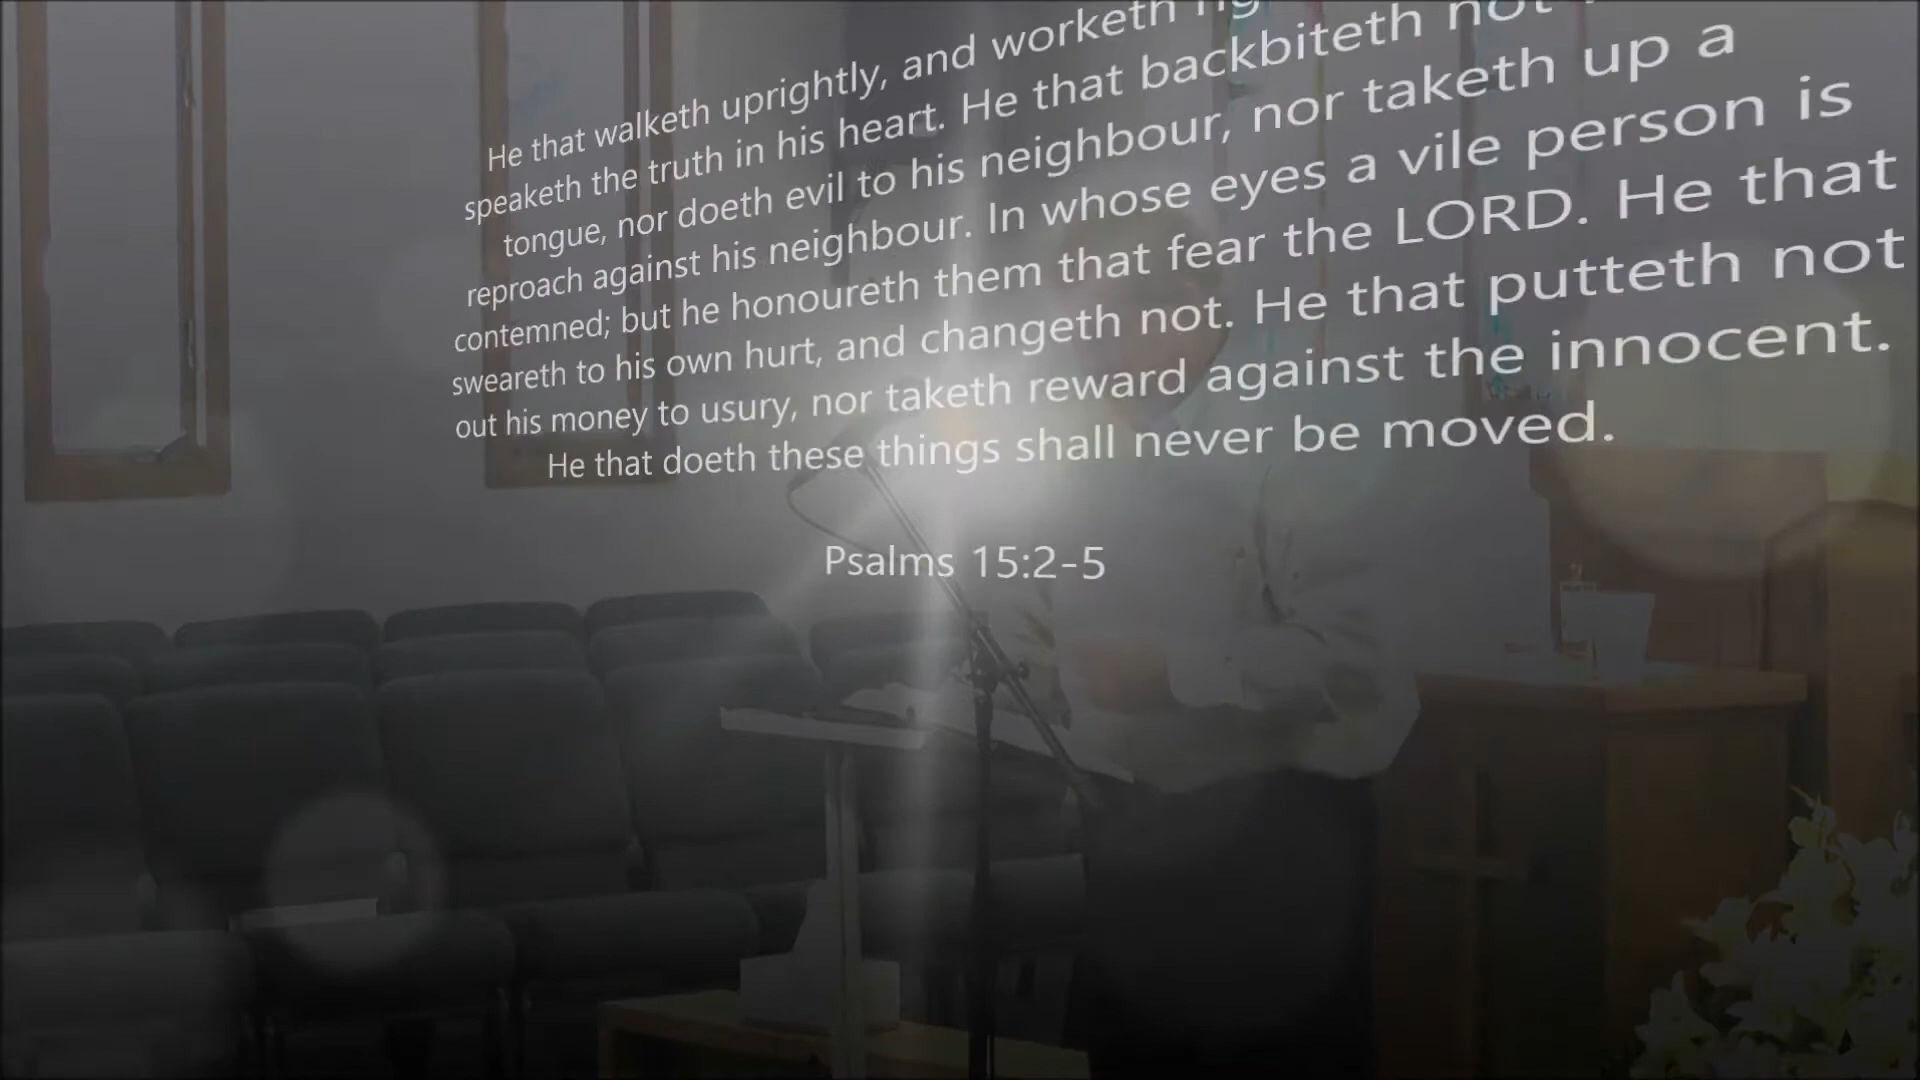 He that walketh uprightly, and worketh
speaketh the truth in his heart. He that backbiteth not
tongue, nor doeth evil to his neighbour, nor taketh up a
reproach against his neighbour. In whose eyes a vile person is
contemned; but he honoureth them that fear the LORD. He that
sweareth to his own hurt, and changeth not. He that putteth not
out his money to usury, nor taketh reward against the innocent.
He that doeth these things shall never be moved.
Psalms 15:2-5